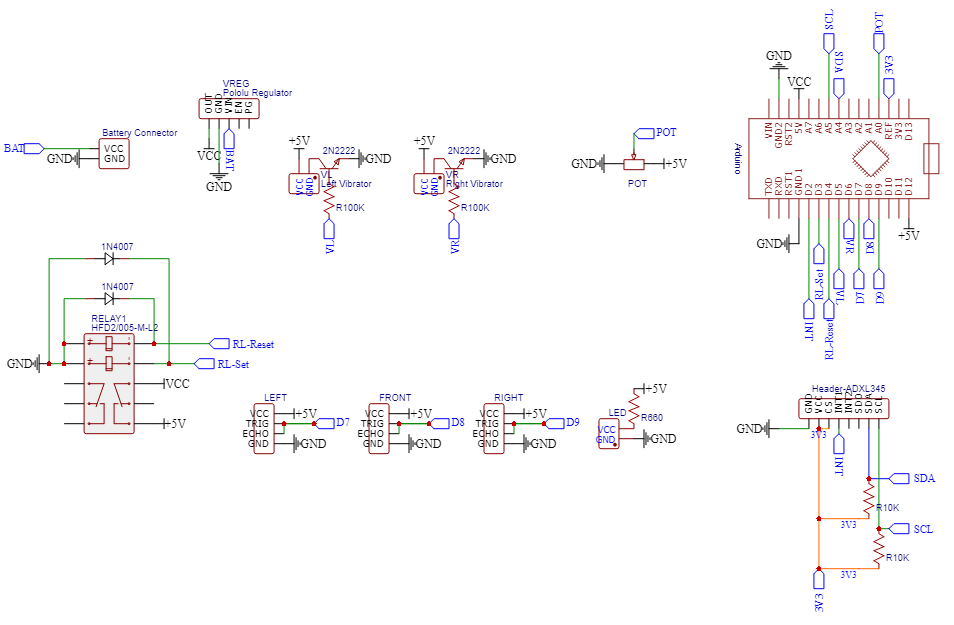 VREG
Pololu Regulator
OUT
GND
VIN
EN
PG
VCC
BAT
GND
BAT
Battery Connector
VCC
GND
GND
+5V
2N2222
GND
VCC
GND
VL
Left Vibrator
R100K
VL
+5V
2N2222
GND
VCC
GND
VR
Right Vibrator
R100K
VR
POT
GND
+5V
POT
SCL
SDA
POT
3V3
GND
VCC
Arduino
VIN
GND2
RST2
5V
A7
A6
A5
A4
A3
A2
A1
A0
REF
3V3
D13
TXD
RXD
RST1
GND1
D2
D3
D4
D5
D6
D7
D8
D9
D10
D11
D12
GND
+5V
INT
RL-Set
RL-Reset
VL
VR
D7
D9
1N4007
1N4007
RELAY1
HFD2/005-M-L2
+
-
+
-
GND
RL-Reset
RL-Set
VCC
+5V
LEFT
VCC
TRIG
ECHO
GND
+5V
D7
GND
FRONT
VCC
TRIG
ECHO
GND
+5V
D8
GND
RIGHT
VCC
TRIG
ECHO
GND
+5V
D9
GND
+5V
R660
LED
VCC
GND
GND
Header-ADXL345
GND
VCC
CS
INT1
INT2
SDO
SDA
SCL
GND
3V3
INT
SDA
R10K
3V3
SCL
R10K
3V3
3V3